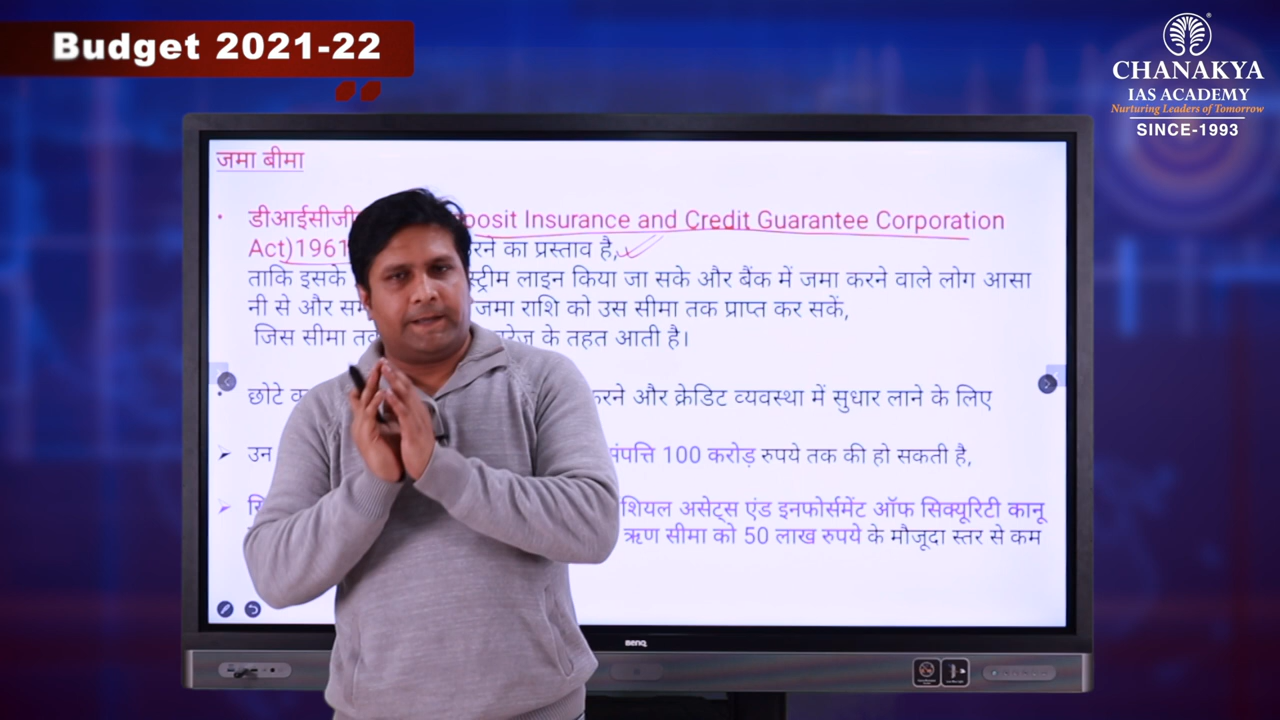 Budget 2021-22
CHANAKYA
IAS ACADEMY
Nurturing Leaders of Tomorrow
SINCE-1993
जमा बीमा
डीआईसीजी posit Insurance and Credit Guarantee Corporation
Act)1961 रने का प्रस्ताव है,
ताकि इसके स्ट्रीम लाइन किया जा सके और बैंक में जमा करने वाले लोग आसा
नी से और सम जमा राशि को उस सीमा तक प्राप्त कर सकें,
जिस सीमा तक वरेज के तहत आती है।
छोटे क करने और क्रेडिट व्यवस्था में सुधार लाने के लिए
उन संपत्ति 100 करोड़ रुपये तक की हो सकती है,
शियल असेट्स एंड इनफोर्समेंट ऑफ सिक्यूरिटी कानू
ऋण सीमा को 50 लाख रुपये के मौजूदा स्तर से कम
BenQ